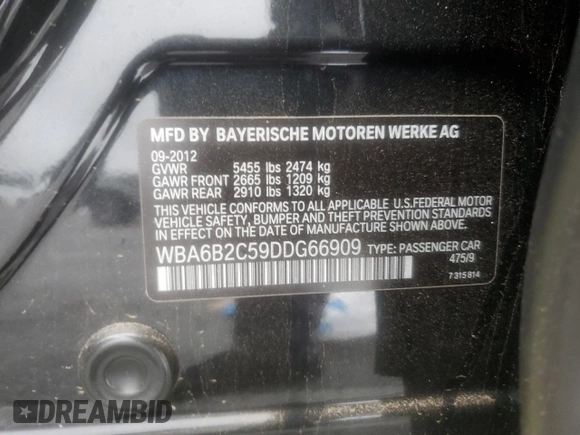 MFD BY BAYERISCHE MOTOREN WERKE AG
09-2012
GVWR 5455 lbs 2474 kg
GAWR FRONT 2665 lbs 1209 kg
GAWR REAR 2910 lbs 1320 kg
THIS VEHICLE CONFORMS TO ALL APPLICABLE U.S. FEDERAL MOTOR
VEHICLE SAFETY, BUMPER AND THEFT PREVENTION STANDARDS
IN EFFECT ON THE DATE OF MANUFACTURE SHOWN ABOVE.
WBA6B2C59DDG66909 TYPE: PASSENGER CAR
475/9
7315814
DREAMBID